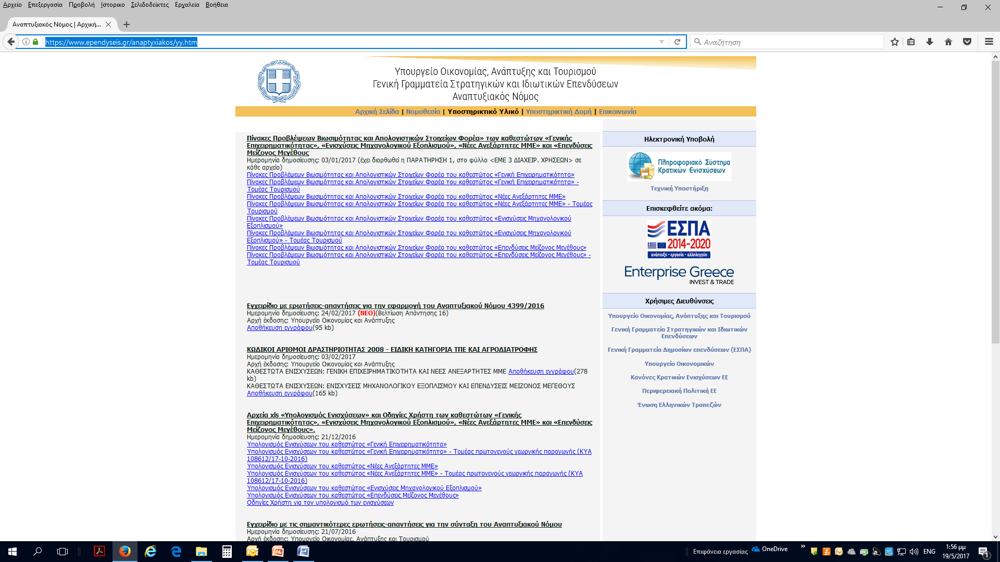 Αρχείο Επεξεργασία Προβολή Ιστορικο Σελιδοδείκτες Εργαλεία Βοήθεια
Αναπτυξιακός Νόμος | Αρχική...
https://www.ependyseis.gr/anaptyxiakos/yy.htm
Αναζήτηση
Υπουργείο Οικονομίας, Ανάπτυξης και Τουρισμού
Γενική Γραμματεία Στρατηγικών και Ιδιωτικών Επενδύσεων
Αναπτυξιακός Νόμος
Αρχική Σελίδα | Νομοθεσία | Υποστηρικτικό Υλικό | Υποστηρικτική Δομή | Επικοινωνία
Πίνακες Προβλέψεων Βιωσιμότητας και Απολογιστικών Στοιχείων Φορέα» των καθεστώτων «Γενικής
Επιχειρηματικότητας», «Ενισχύσεις Μηχανολογικού Εξοπλισμού», «Νέες Ανεξάρτητες ΜΜΕ» και «Επενδύσεις
Μείζονος Μεγέθους
Ημερομηνία δημοσίευσης: 03/01/2017 (έχει διορθωθεί η ΠΑΡΑΤΗΡΗΣΗ 1, στο φύλλο <ΕΜΕ 3 ΔΙΑΧΕΙΡ. ΧΡΗΣΕΩΝ> σε
κάθε αρχείο)
Πίνακες Προβλέψεων Βιωσιμότητας και Απολογιστικών Στοιχείων Φορέα του καθεστώτος «Γενική Επιχειρηματικότητα»
Πίνακες Προβλέψεων Βιωσιμότητας και Απολογιστικών Στοιχείων Φορέα του καθεστώτος «Γενική Επιχειρηματικότητα» -
Τομέας Τουρισμού
Πίνακες Προβλέψεων Βιωσιμότητας και Απολογιστικών Στοιχείων Φορέα του καθεστώτος «Νέες Ανεξάρτητες ΜΜΕ»
Πίνακες Προβλέψεων Βιωσιμότητας και Απολογιστικών Στοιχείων Φορέα του καθεστώτος «Νέες Ανεξάρτητες ΜΜΕ» - Τομέας
Τουρισμού
Πίνακες Προβλέψεων Βιωσιμότητας και Απολογιστικών Στοιχείων Φορέα του καθεστώτος «Ενισχύσεις Μηχανολογικού
Εξοπλισμού»
Πίνακες Προβλέψεων Βιωσιμότητας και Απολογιστικών Στοιχείων Φορέα του καθεστώτος «Ενισχύσεις Μηχανολογικού
Εξοπλισμού» - Τομέας Τουρισμού
Πίνακες Προβλέψεων Βιωσιμότητας και Απολογιστικών Στοιχείων Φορέα του καθεστώτος «Επενδύσεις Μείζονος Μεγέθους»
Πίνακες Προβλέψεων Βιωσιμότητας και Απολογιστικών Στοιχείων Φορέα του καθεστώτος «Επενδύσεις Μείζονος Μεγέθους» -
Τομέας Τουρισμού
Εγχειρίδιο με ερωτήσεις-απαντήσεις για την εφαρμογή του Αναπτυξιακού Νόμου 4399/2016
Ημερομηνία δημοσίευσης: 24/02/2017 (ΝΕΟ)(Βελτίωση Απάντησης 16)
Αρχή έκδοσης: Υπουργείο Οικονομίας και Ανάπτυξης
Αποθήκευση εγγράφου(95 kb)
ΚΩΔΙΚΟΙ ΑΡΙΘΜΟΙ ΔΡΑΣΤΗΡΙΟΤΗΤΑΣ 2008 - ΕΙΔΙΚΗ ΚΑΤΗΓΟΡΙΑ ΤΠΕ ΚΑΙ ΑΓΡΟΔΙΑΤΡΟΦΗΣ
Ημερομηνία δημοσίευσης: 03/02/2017
Αρχή έκδοσης: Υπουργείο Οικονομίας και Ανάπτυξης
ΚΑΘΕΣΤΩΤΑ ΕΝΙΣΧΥΣΕΩΝ: ΓΕΝΙΚΗ ΕΠΙΧΕΙΡΗΜΑΤΙΚΟΤΗΤΑ ΚΑΙ ΝΕΕΣ ΑΝΕΞΑΡΤΗΤΕΣ ΜΜΕ Αποθήκευση εγγράφου(278
kb)
ΚΑΘΕΣΤΩΤΑ ΕΝΙΣΧΥΣΕΩΝ: ΕΝΙΣΧΥΣΕΙΣ ΜΗΧΑΝΟΛΟΓΙΚΟΥ ΕΞΟΠΛΙΣΜΟΥ ΚΑΙ ΕΠΕΝΔΥΣΕΙΣ ΜΕΙΖΟΝΟΣ ΜΕΓΕΘΟΥΣ
Αποθήκευση εγγράφου(165 kb)
Αρχεία xls «Υπολογισμός Ενισχύσεων» και Οδηγίες Χρήστη των καθεστώτων «Γενικής
Επιχειρηματικότητας», «Ενισχύσεις Μηχανολογικού Εξοπλισμού», «Νέες Ανεξάρτητες ΜΜΕ» και «Επενδύσεις
Μείζονος Μεγέθους».
Ημερομηνία δημοσίευσης: 21/12/2016
Υπολογισμός Ενισχύσεων του καθεστώτος «Γενική Επιχειρηματικότητα»
Υπολογισμός Ενισχύσεων του καθεστώτος «Γενική Επιχειρηματικότητα» - Τομέας πρωτογενούς γεωργικής παραγωγής (ΚΥΑ
108612/17-10-2016)
Υπολογισμός Ενισχύσεων του καθεστώτος «Νέες Ανεξάρτητες ΜΜΕ»
Υπολογισμός Ενισχύσεων του καθεστώτος «Νέες Ανεξάρτητες ΜΜΕ» - Τομέας πρωτογενούς γεωργικής παραγωγής (ΚΥΑ
108612/17-10-2016)
Υπολογισμός Ενισχύσεων του καθεστώτος «Ενισχύσεις Μηχανολογικού Εξοπλισμού»
Υπολογισμός Ενισχύσεων του καθεστώτος «Επενδύσεις Μείζονος Μεγέθους»
Οδηγίες Χρήστη για τον υπολογισμό των ενισχύσεων
Εγχειρίδιο με τις σημαντικότερες ερωτήσεις-απαντήσεις για την σύνταξη του Αναπτυξιακού Νόμου
Ημερομηνία δημοσίευσης: 21/07/2016
Αρχή έκδοσης: Υπουργείο Οικονομίας, Ανάπτυξης και Τουρισμού
Ηλεκτρονική Υποβολή
Πληροφοριακό Σύστημα
Κρατικών Ενισχύσεων
Τεχνική Υποστήριξη
Επισκεφθείτε ακόμα:
ΕΣΠΑ
2014-2020
ανάπτυξη - εργασία - αλληλεγγύη
Enterprise Greece
INVEST & TRADE
Χρήσιμες Διευθύνσεις
Υπουργείο Οικονομίας, Ανάπτυξης και Τουρισμού
Γενική Γραμματεία Στρατηγικών και Ιδιωτικών
Επενδύσεων
Γενική Γραμματεία Δημοσίων επενδύσεων (ΕΣΠΑ)
Υπουργείο Οικονομικών
Κανόνες Κρατικών Ενισχύσεων ΕΕ
Περιφερειακή Πολιτική ΕΕ
Ένωση Ελληνικών Τραπεζών
Επιφάνεια εργασίας OneDrive ENG 1:56 μμ
19/5/2017
1